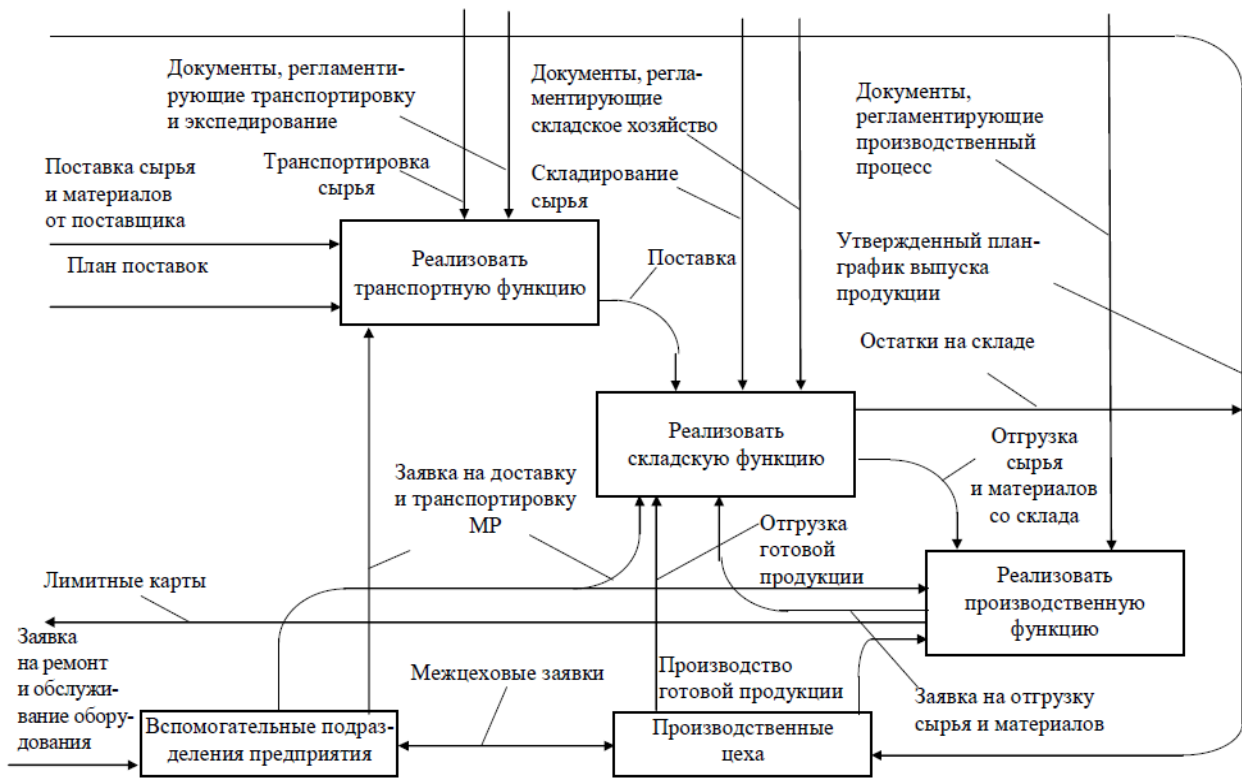 Документы, регламенти-
рующие транспортировку
и экспедирование
Документы, регла-
ментирующие
складское хозяйство
Документы,
регламентирующие
производственный
процесс
Поставка сырья
и материалов
от поставщика
Транспортировка
сырья
Складирование
сырья
План поставок
Реализовать
транспортную функцию
Поставка
Утвержденный план-
график выпуска
продукции
Остатки на складе
Реализовать
складскую функцию
Отгрузка
сырья
и материалов
со склада
Заявка на доставку
и транспортировку
МР
Отгрузка
готовой
продукции
Лимитные карты
Реализовать
производственную
функцию
Заявка
на ремонт
и обслужи-
вание обору-
дования
Межцеховые заявки
Производство
готовой продукции
Заявка на отгрузку
сырья и материалов
Вспомогательные подраз-
деления предприятия
Производственные
цеха